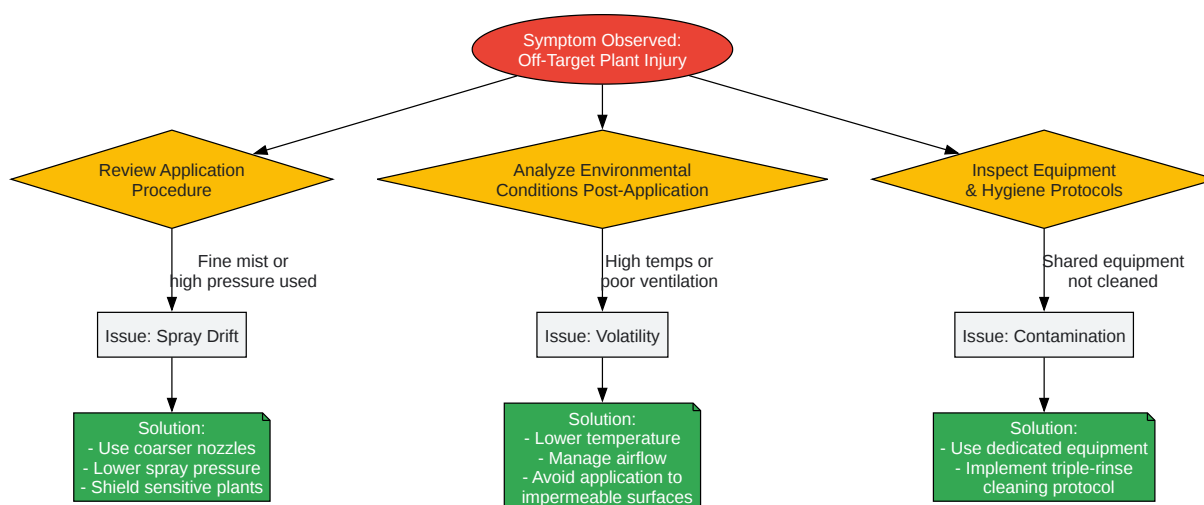 Symptom Observed:
Off-Target Plant Injury
Review Application
Procedure
Analyze Environmental
Conditions Post-Application
Inspect Equipment
& Hygiene Protocols
Fine mist or
high pressure used
High temps or
poor ventilation
Shared equipment
not cleaned
Issue: Spray Drift
Issue: Volatility
Issue: Contamination
Solution:
- Use coarser nozzles
- Lower spray pressure
- Shield sensitive plants
Solution:
- Lower temperature
- Manage airflow
- Avoid application to
impermeable surfaces
Solution:
- Use dedicated equipment
- Implement triple-rinse
cleaning protocol